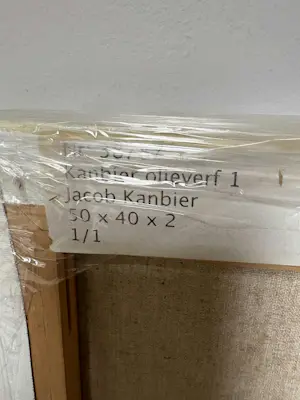 Kanbier olieverf 1
Jacob Kanbier
50 x 40 x 2
1/1